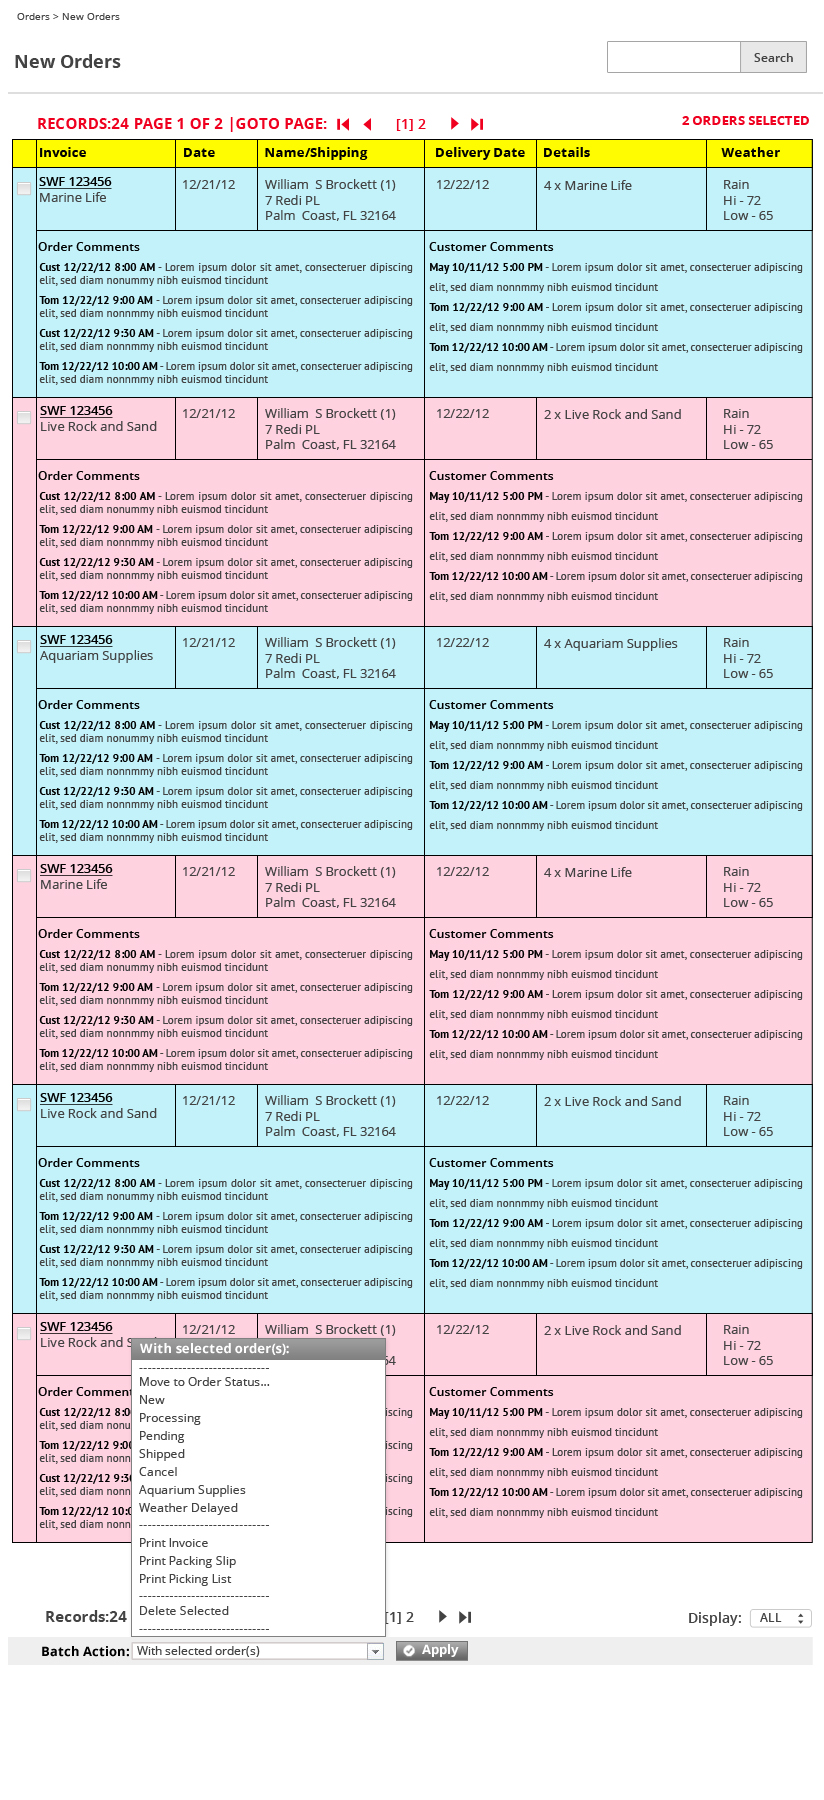 Orders > New Orders
New Orders
Search
RECORDS:24 PAGE 1 OF 2 |GOTO PAGE: [1] 2
2 ORDERS SELECTED
Invoice Date Name/Shipping Delivery Date Details Weather
SWF 123456 12/21/12 William S Brockett (1) 12/22/12 4 x Marine Life Rain
Marine Life 7 Redi PL Hi - 72
Palm Coast, FL 32164 Low - 65
Order Comments
Cust 12/22/12 8:00 AM - Lorem ipsum dolor sit amet, consecteruer dipiscing
elit, sed diam nonummy nibh euismod tincidunt
Tom 12/22/12 9:00 AM - Lorem ipsum dolor sit amet, consecteruer adipiscing
elit, sed diam nonnmmy nibh euismod tincidunt
Cust 12/22/12 9:30 AM - Lorem ipsum dolor sit amet, consecteruer adipiscing
elit, sed diam nonnmmy nibh euismod tincidunt
Tom 12/22/12 10:00 AM - Lorem ipsum dolor sit amet, consecteruer adipiscing
elit, sed diam nonnmmy nibh euismod tincidunt
Customer Comments
May 10/11/12 5:00 PM - Lorem ipsum dolor sit amet, consecteruer adipiscing
elit, sed diam nonnmmy nibh euismod tincidunt
Tom 12/22/12 9:00 AM - Lorem ipsum dolor sit amet, consecteruer adipiscing
elit, sed diam nonnmmy nibh euismod tincidunt
Tom 12/22/12 10:00 AM - Lorem ipsum dolor sit amet, consecteruer adipiscing
elit, sed diam nonnmmy nibh euismod tincidunt
SWF 123456 12/21/12 William S Brockett (1) 12/22/12 2 x Live Rock and Sand Rain
Live Rock and Sand 7 Redi PL Hi - 72
Palm Coast, FL 32164 Low - 65
Order Comments
Cust 12/22/12 8:00 AM - Lorem ipsum dolor sit amet, consecteruer dipiscing
elit, sed diam nonummy nibh euismod tincidunt
Tom 12/22/12 9:00 AM - Lorem ipsum dolor sit amet, consecteruer adipiscing
elit, sed diam nonnmmy nibh euismod tincidunt
Cust 12/22/12 9:30 AM - Lorem ipsum dolor sit amet, consecteruer adipiscing
elit, sed diam nonnmmy nibh euismod tincidunt
Tom 12/22/12 10:00 AM - Lorem ipsum dolor sit amet, consecteruer adipiscing
elit, sed diam nonnmmy nibh euismod tincidunt
Customer Comments
May 10/11/12 5:00 PM - Lorem ipsum dolor sit amet, consecteruer adipiscing
elit, sed diam nonnmmy nibh euismod tincidunt
Tom 12/22/12 9:00 AM - Lorem ipsum dolor sit amet, consecteruer adipiscing
elit, sed diam nonnmmy nibh euismod tincidunt
Tom 12/22/12 10:00 AM - Lorem ipsum dolor sit amet, consecteruer adipiscing
elit, sed diam nonnmmy nibh euismod tincidunt
SWF 123456 12/21/12 William S Brockett (1) 12/22/12 4 x Aquariam Supplies Rain
Aquariam Supplies 7 Redi PL Hi - 72
Palm Coast, FL 32164 Low - 65
Order Comments
Cust 12/22/12 8:00 AM - Lorem ipsum dolor sit amet, consecteruer dipiscing
elit, sed diam nonummy nibh euismod tincidunt
Tom 12/22/12 9:00 AM - Lorem ipsum dolor sit amet, consecteruer adipiscing
elit, sed diam nonnmmy nibh euismod tincidunt
Cust 12/22/12 9:30 AM - Lorem ipsum dolor sit amet, consecteruer adipiscing
elit, sed diam nonnmmy nibh euismod tincidunt
Tom 12/22/12 10:00 AM - Lorem ipsum dolor sit amet, consecteruer adipiscing
elit, sed diam nonnmmy nibh euismod tincidunt
Customer Comments
May 10/11/12 5:00 PM - Lorem ipsum dolor sit amet, consecteruer adipiscing
elit, sed diam nonnmmy nibh euismod tincidunt
Tom 12/22/12 9:00 AM - Lorem ipsum dolor sit amet, consecteruer adipiscing
elit, sed diam nonnmmy nibh euismod tincidunt
Tom 12/22/12 10:00 AM - Lorem ipsum dolor sit amet, consecteruer adipiscing
elit, sed diam nonnmmy nibh euismod tincidunt
SWF 123456 12/21/12 William S Brockett (1) 12/22/12 4 x Marine Life Rain
Marine Life 7 Redi PL Hi - 72
Palm Coast, FL 32164 Low - 65
Order Comments
Cust 12/22/12 8:00 AM - Lorem ipsum dolor sit amet, consecteruer dipiscing
elit, sed diam nonummy nibh euismod tincidunt
Tom 12/22/12 9:00 AM - Lorem ipsum dolor sit amet, consecteruer adipiscing
elit, sed diam nonnmmy nibh euismod tincidunt
Cust 12/22/12 9:30 AM - Lorem ipsum dolor sit amet, consecteruer adipiscing
elit, sed diam nonnmmy nibh euismod tincidunt
Tom 12/22/12 10:00 AM - Lorem ipsum dolor sit amet, consecteruer adipiscing
elit, sed diam nonnmmy nibh euismod tincidunt
Customer Comments
May 10/11/12 5:00 PM - Lorem ipsum dolor sit amet, consecteruer adipiscing
elit, sed diam nonnmmy nibh euismod tincidunt
Tom 12/22/12 9:00 AM - Lorem ipsum dolor sit amet, consecteruer adipiscing
elit, sed diam nonnmmy nibh euismod tincidunt
Tom 12/22/12 10:00 AM - Lorem ipsum dolor sit amet, consecteruer adipiscing
elit, sed diam nonnmmy nibh euismod tincidunt
SWF 123456 12/21/12 William S Brockett (1) 12/22/12 2 x Live Rock and Sand Rain
Live Rock and Sand 7 Redi PL Hi - 72
Palm Coast, FL 32164 Low - 65
Order Comments
Cust 12/22/12 8:00 AM - Lorem ipsum dolor sit amet, consecteruer dipiscing
elit, sed diam nonummy nibh euismod tincidunt
Tom 12/22/12 9:00 AM - Lorem ipsum dolor sit amet, consecteruer adipiscing
elit, sed diam nonnmmy nibh euismod tincidunt
Cust 12/22/12 9:30 AM - Lorem ipsum dolor sit amet, consecteruer adipiscing
elit, sed diam nonnmmy nibh euismod tincidunt
Tom 12/22/12 10:00 AM - Lorem ipsum dolor sit amet, consecteruer adipiscing
elit, sed diam nonnmmy nibh euismod tincidunt
Customer Comments
May 10/11/12 5:00 PM - Lorem ipsum dolor sit amet, consecteruer adipiscing
elit, sed diam nonnmmy nibh euismod tincidunt
Tom 12/22/12 9:00 AM - Lorem ipsum dolor sit amet, consecteruer adipiscing
elit, sed diam nonnmmy nibh euismod tincidunt
Tom 12/22/12 10:00 AM - Lorem ipsum dolor sit amet, consecteruer adipiscing
elit, sed diam nonnmmy nibh euismod tincidunt
SWF 123456 12/21/12 William S Brockett (1) 12/22/12 2 x Live Rock and Sand Rain
Live Rock and Hi - 72
Low - 65
Order
Cust 12/22/12
elit, sed diam
Tom 12/22/12
elit, sed diam
Cust 12/22/12
elit, sed diam
Tom 12/22/12
elit, sed diam
Customer Comments
May 10/11/12 5:00 PM - Lorem ipsum dolor sit amet, consecteruer adipiscing
elit, sed diam nonnmmy nibh euismod tincidunt
Tom 12/22/12 9:00 AM - Lorem ipsum dolor sit amet, consecteruer adipiscing
elit, sed diam nonnmmy nibh euismod tincidunt
Tom 12/22/12 10:00 AM - Lorem ipsum dolor sit amet, consecteruer adipiscing
elit, sed diam nonnmmy nibh euismod tincidunt
With selected order(s):
------------------------------
Move to Order Status...
New
Processing
Pending
Shipped
Cancel
Aquarium Supplies
Weather Delayed
------------------------------
Print Invoice
Print Packing Slip
Print Picking List
------------------------------
Delete Selected
------------------------------
Records:24 [1] 2 Display: ALL
Batch Action: With selected order(s) Apply